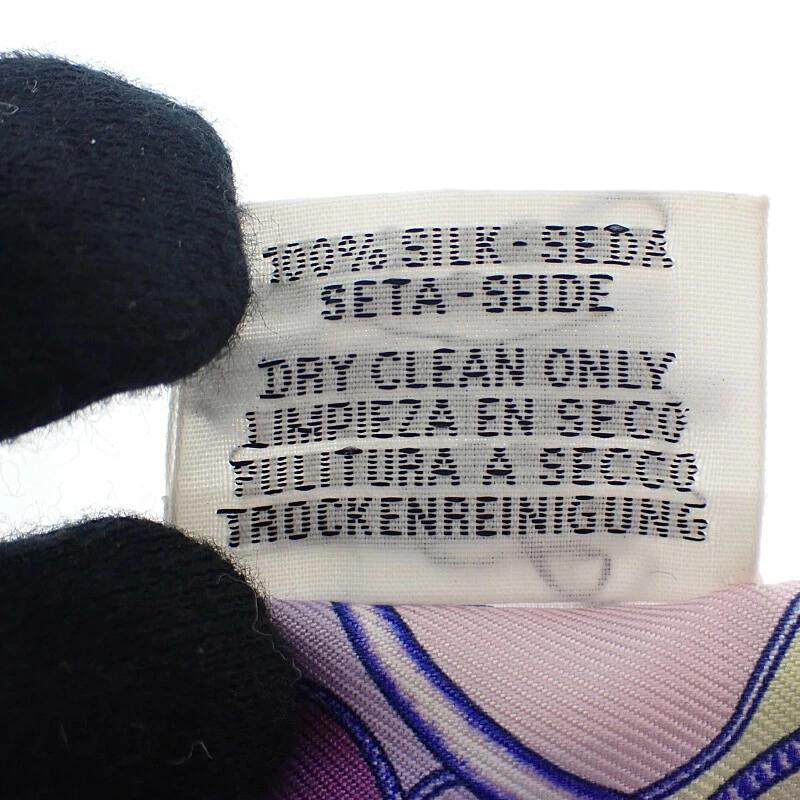 100% SILK-SEDA
SETA-SEIDE
DRY CLEAN ONLY
LIMPIEZA EN SECO
PULITURA A SECCO
TROCKENREINIGUNG